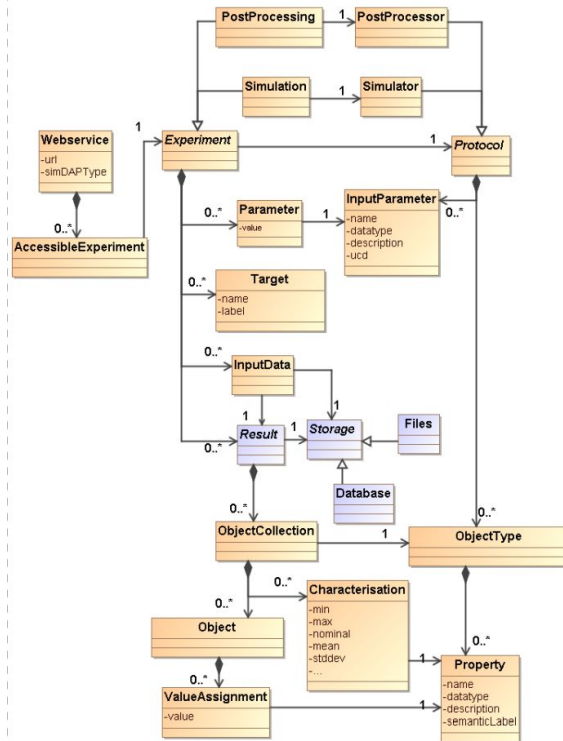 PostProcessing
1
PostProcessor
Simulation
1
Simulator
Webservice
-url
-simDAPType
1
Experiment
1
Protocol
0..*
AccessibleExperiment
0..*
Parameter
-value
1
InputParameter
-name
-datatype
-description
-ucd
0..*
0..*
Target
-name
-label
0..*
InputData
1
1
Result
1
Storage
Files
0..*
Database
0..*
0..*
ObjectCollection
1
ObjectType
0..*
Characterisation
-min
-max
-nominal
-mean
-stddev
-...
0..*
Object
0..*
1
Property
-name
-datatype
-description
-semanticLabel
0..*
ValueAssignment
-value
1